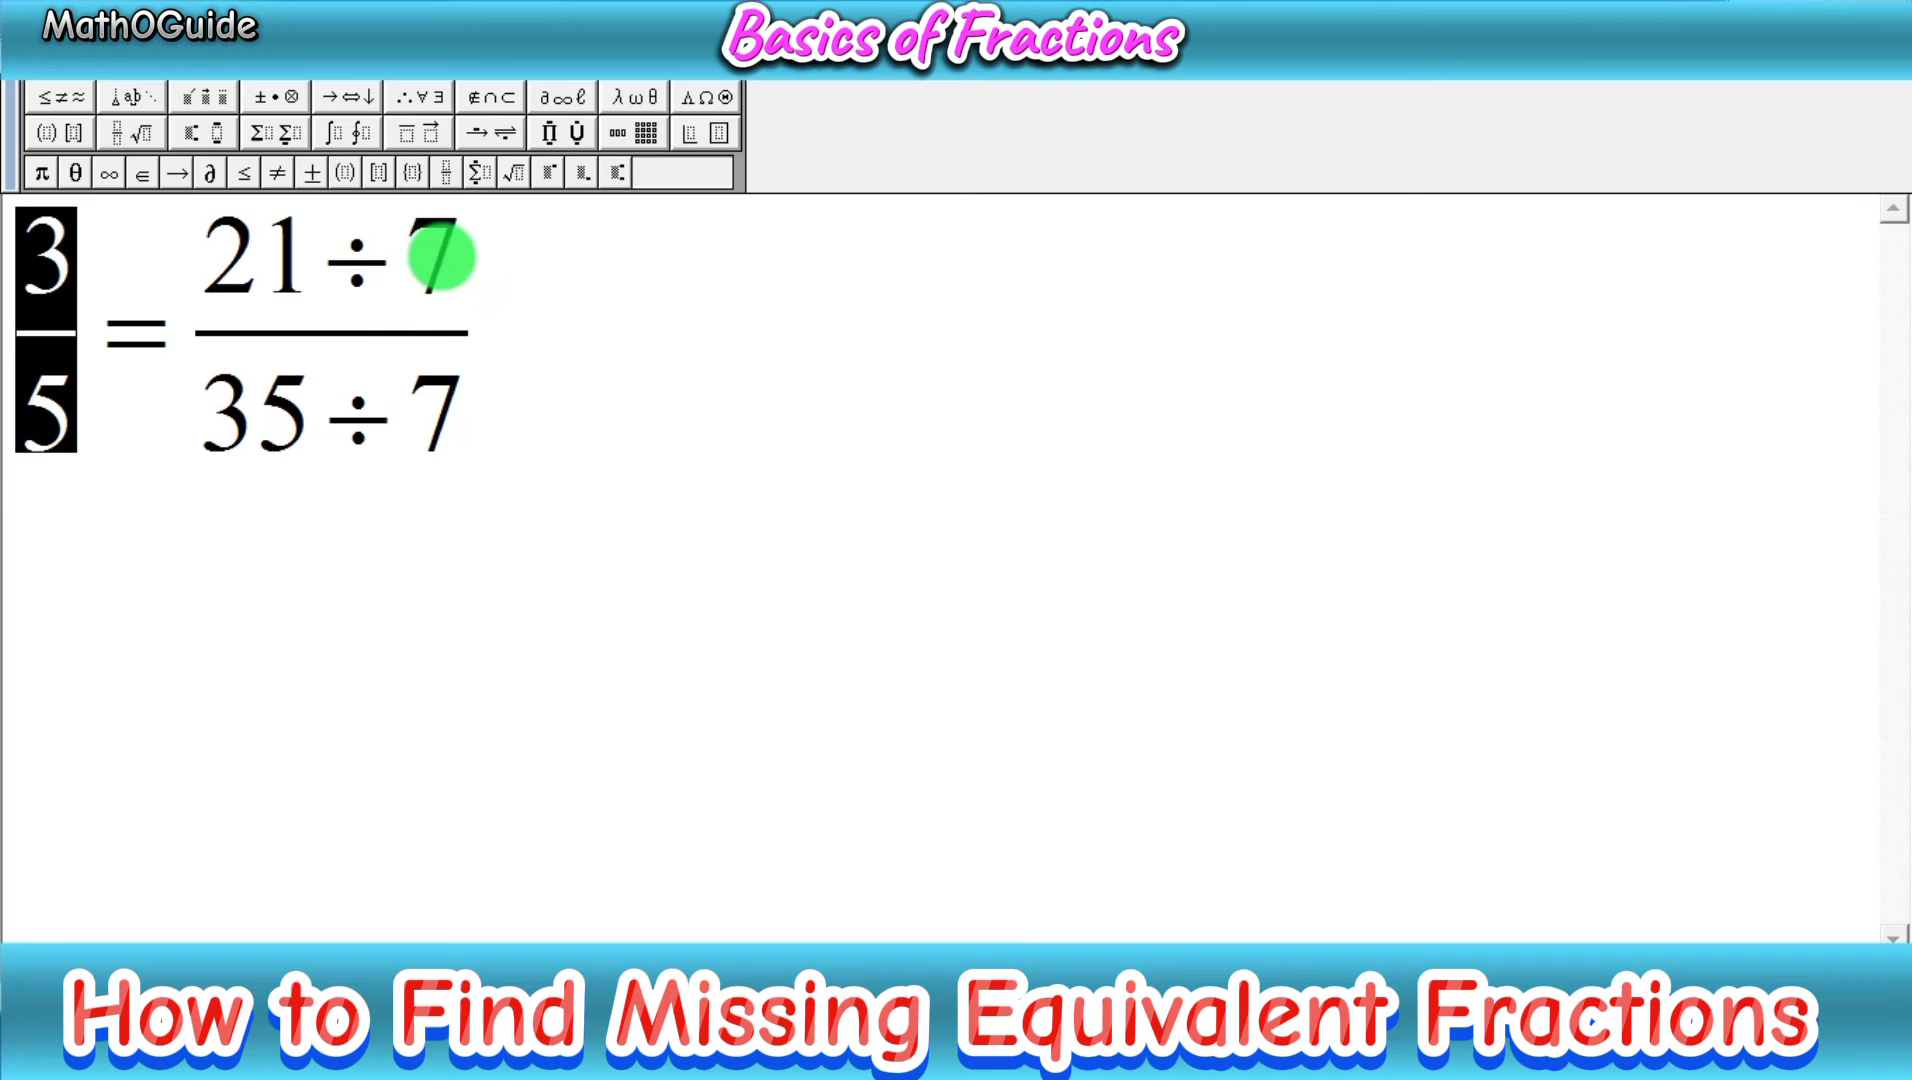 MathOGuide
Basics of Fractions
≤ ≠ ≈ ± • ⊗ → ⇔ ↓ ∴ ∀ ∃ ∉ ∩ ⊂ ∂ ∞ ℓ λ ω θ Λ Ω Θ
π θ ∞ ∈ → ∂ ≤ ≠ ±
3/5 = 21 ÷ 7 / 35 ÷ 7
How to Find Missing Equivalent Fractions